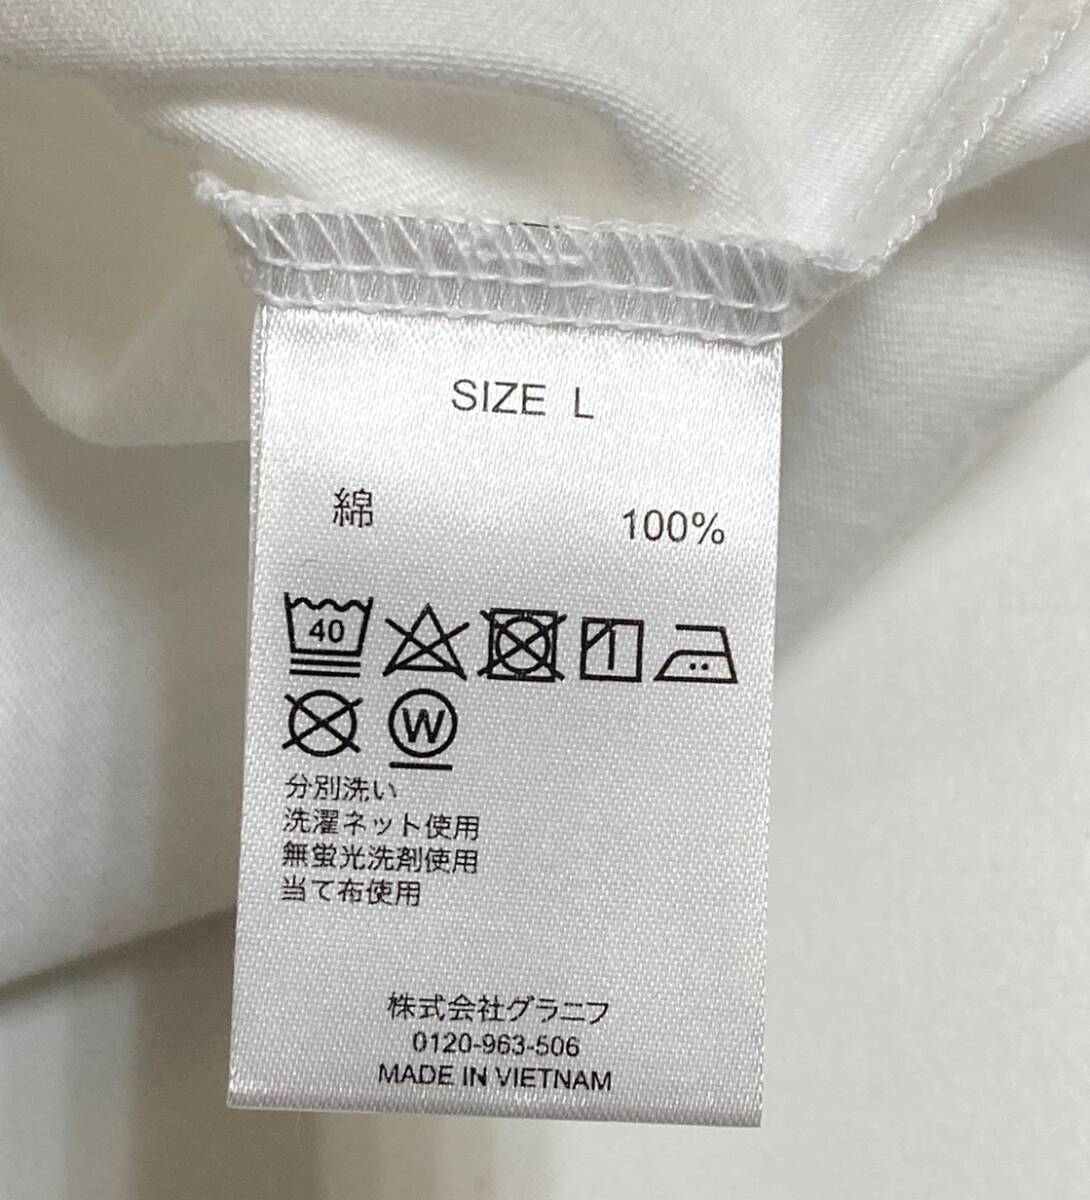 SIZE L
綿 100%
40
W
分別洗い
洗濯ネット使用
無蛍光洗剤使用
当て布使用
株式会社グラニフ
0120-963-506
MADE IN VIETNAM